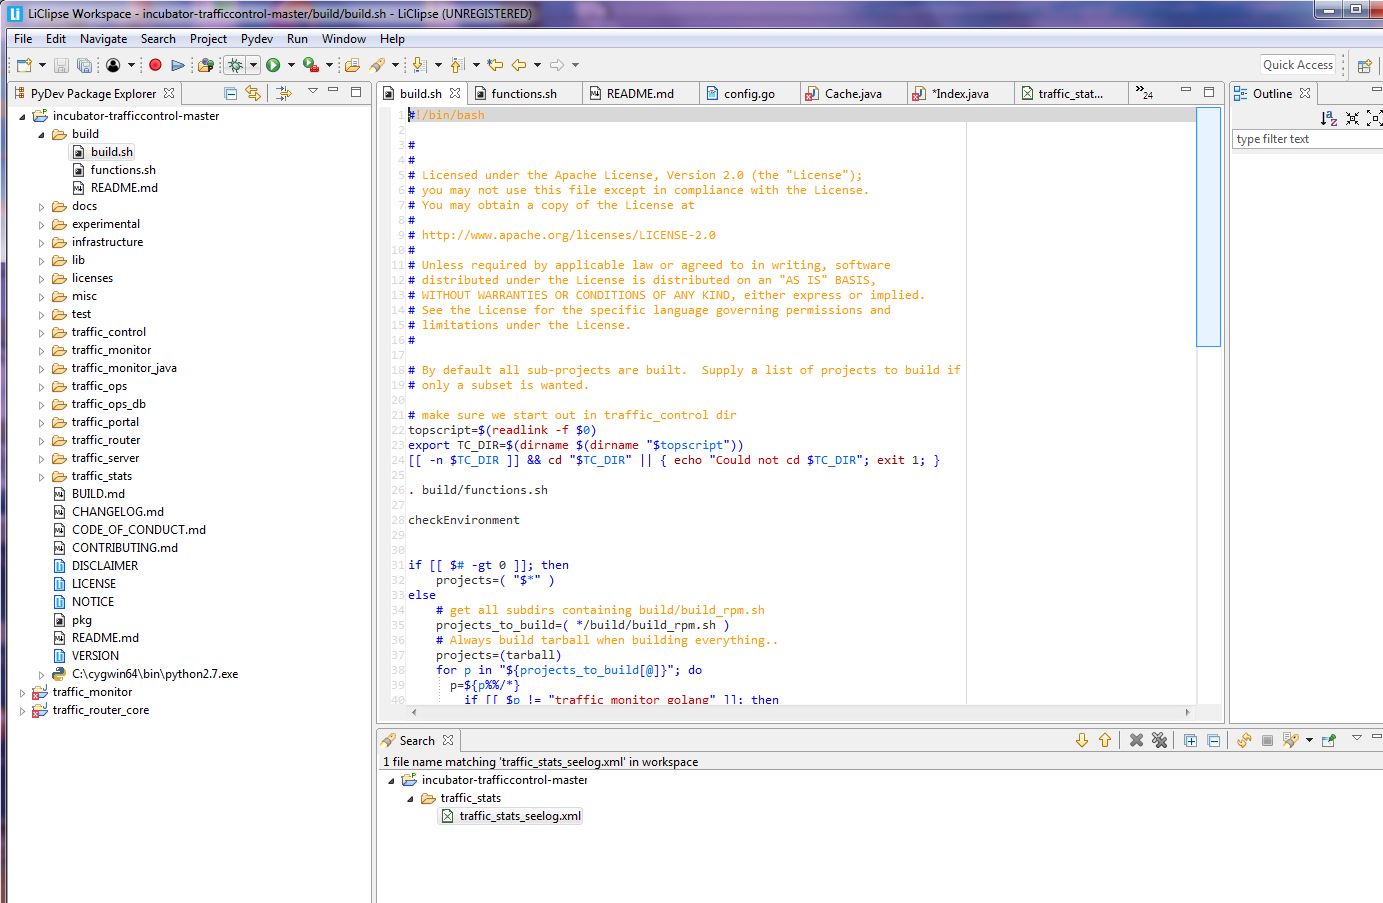 LiClipse Workspace - incubator-trafficcontrol-master/build/build.sh - LiClipse (UNREGISTERED)
File Edit Navigate Search Project Pydev Run Window Help
Quick Access
PyDev Package Explorer
incubator-trafficcontrol-master
build
build.sh
functions.sh
README.md
docs
experimental
infrastructure
lib
licenses
misc
test
traffic_control
traffic_monitor
traffic_monitor_java
traffic_ops
traffic_ops_db
traffic_portal
traffic_router
traffic_server
traffic_stats
BUILD.md
CHANGELOG.md
CODE_OF_CONDUCT.md
CONTRIBUTING.md
DISCLAIMER
LICENSE
NOTICE
pkg
README.md
VERSION
C:\cygwin64\bin\python2.7.exe
traffic_monitor
traffic_router_core
build.sh functions.sh README.md config.go Cache.java *Index.java traffic_stat... »24
1 #!/bin/bash
2
3 #
4 #
5 # Licensed under the Apache License, Version 2.0 (the "License");
6 # you may not use this file except in compliance with the License.
7 # You may obtain a copy of the License at
8 #
9 # http://www.apache.org/licenses/LICENSE-2.0
10 #
11 # Unless required by applicable law or agreed to in writing, software
12 # distributed under the License is distributed on an "AS IS" BASIS,
13 # WITHOUT WARRANTIES OR CONDITIONS OF ANY KIND, either express or implied.
14 # See the License for the specific language governing permissions and
15 # limitations under the License.
16 #
17
18 # By default all sub-projects are built.  Supply a list of projects to build if
19 # only a subset is wanted.
20
21 # make sure we start out in traffic_control dir
22 topscript=$(readlink -f $0)
23 export TC_DIR=$(dirname $(dirname "$topscript"))
24 [[ -n $TC_DIR ]] && cd "$TC_DIR" || { echo "Could not cd $TC_DIR"; exit 1; }
25
26 . build/functions.sh
27
28 checkEnvironment
29
30
31 if [[ $# -gt 0 ]]; then
32     projects=( "$*" )
33 else
34     # get all subdirs containing build/build_rpm.sh
35     projects_to_build=( */build/build_rpm.sh )
36     # Always build tarball when building everything..
37     projects=(tarball)
38     for p in "${projects_to_build[@]}"; do
39       p=${p%%/*}
40         if [[ $p != "traffic_monitor_golang" ]]; then
Outline
type filter text
Search
1 file name matching 'traffic_stats_seelog.xml' in workspace
incubator-trafficcontrol-master
traffic_stats
traffic_stats_seelog.xml